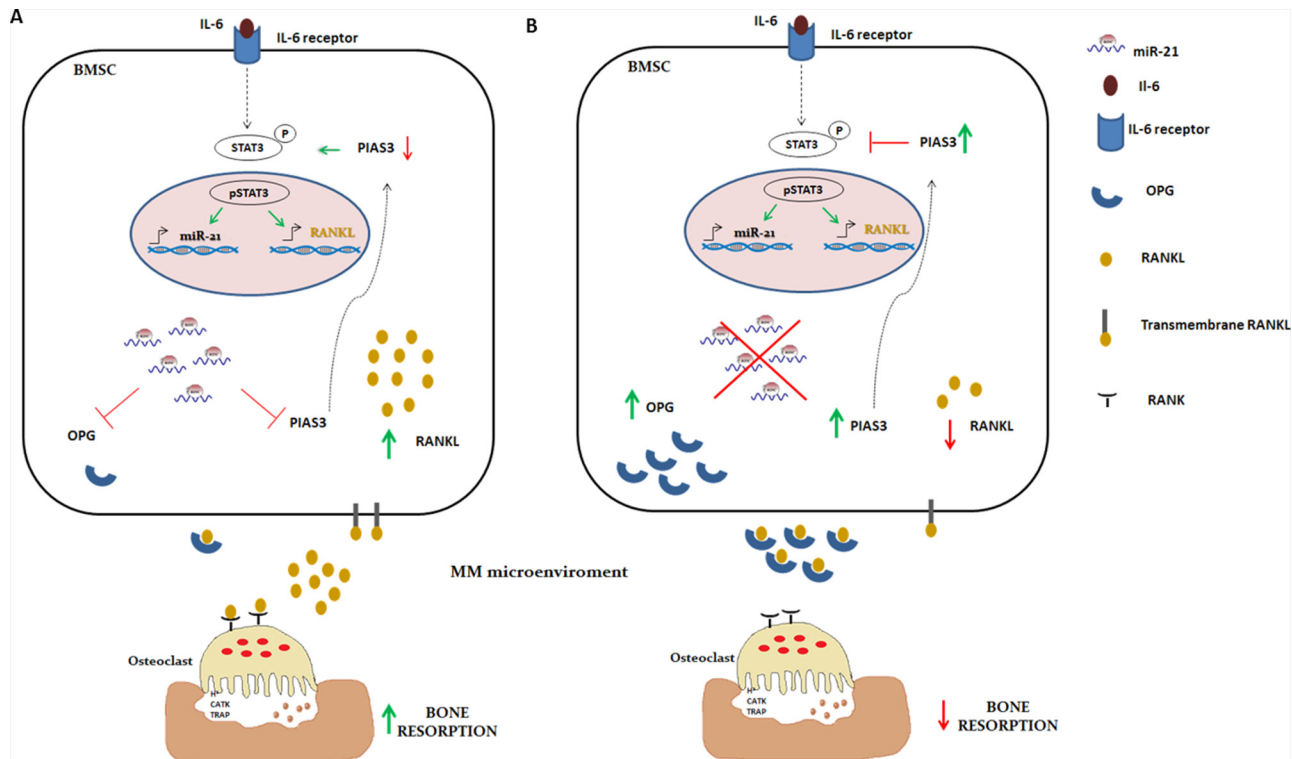 A
IL-6
IL-6 receptor
BMSC
P
STAT3
PIAS3
pSTAT3
miR-21
RANKL
OPG
PIAS3
RANKL
Osteoclast
H⁺
CATK
TRAP
BONE
RESORPTION
MM microenviroment
B
IL-6
IL-6 receptor
BMSC
P
STAT3
PIAS3
pSTAT3
miR-21
RANKL
OPG
PIAS3
RANKL
Osteoclast
H⁺
CATK
TRAP
BONE
RESORPTION
miR-21
Il-6
IL-6 receptor
OPG
RANKL
Transmembrane RANKL
RANK